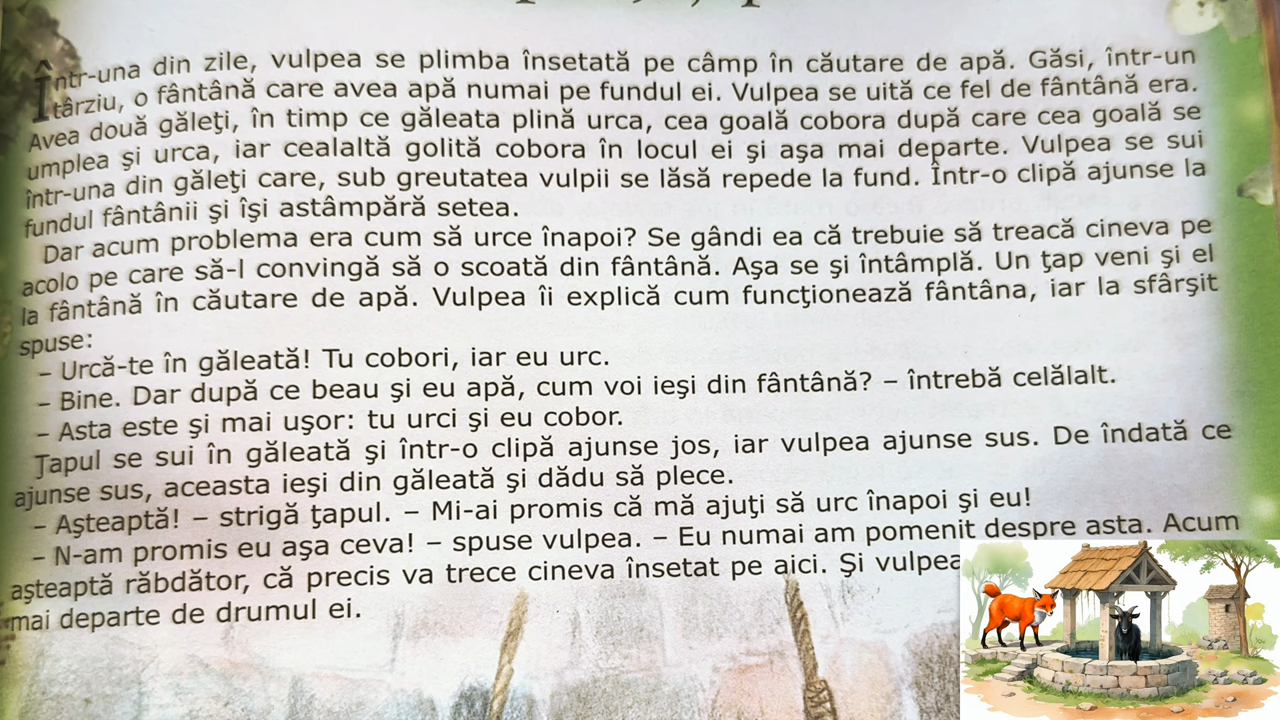 Într-una din zile, vulpea se plimba însetată pe câmp în căutare de apă. Găsi, într-un
târziu, o fântână care avea apă numai pe fundul ei. Vulpea se uită ce fel de fântână era.
Avea două găleţi, în timp ce găleata plină urca, cea goală cobora după care cea goală se
umplea şi urca, iar cealaltă golită cobora în locul ei şi aşa mai departe. Vulpea se sui
într-una din găleţi care, sub greutatea vulpii se lăsă repede la fund. Într-o clipă ajunse la
fundul fântânii şi îşi astâmpără setea.
Dar acum problema era cum să urce înapoi? Se gândi ea că trebuie să treacă cineva pe
acolo pe care să-l convingă să o scoată din fântână. Aşa se şi întâmplă. Un ţap veni şi el
la fântână în căutare de apă. Vulpea îi explică cum funcţionează fântâna, iar la sfârşit
spuse:
– Urcă-te în găleată! Tu cobori, iar eu urc.
– Bine. Dar după ce beau şi eu apă, cum voi ieşi din fântână? – întrebă celălalt.
– Asta este şi mai uşor: tu urci şi eu cobor.
Ţapul se sui în găleată şi într-o clipă ajunse jos, iar vulpea ajunse sus. De îndată ce
ajunse sus, aceasta ieşi din găleată şi dădu să plece.
– Aşteaptă! – strigă ţapul. – Mi-ai promis că mă ajuţi să urc înapoi şi eu!
– N-am promis eu aşa ceva! – spuse vulpea. – Eu numai am pomenit despre asta. Acum
aşteaptă răbdător, că precis va trece cineva însetat pe aici. Şi vulpea
mai departe de drumul ei.